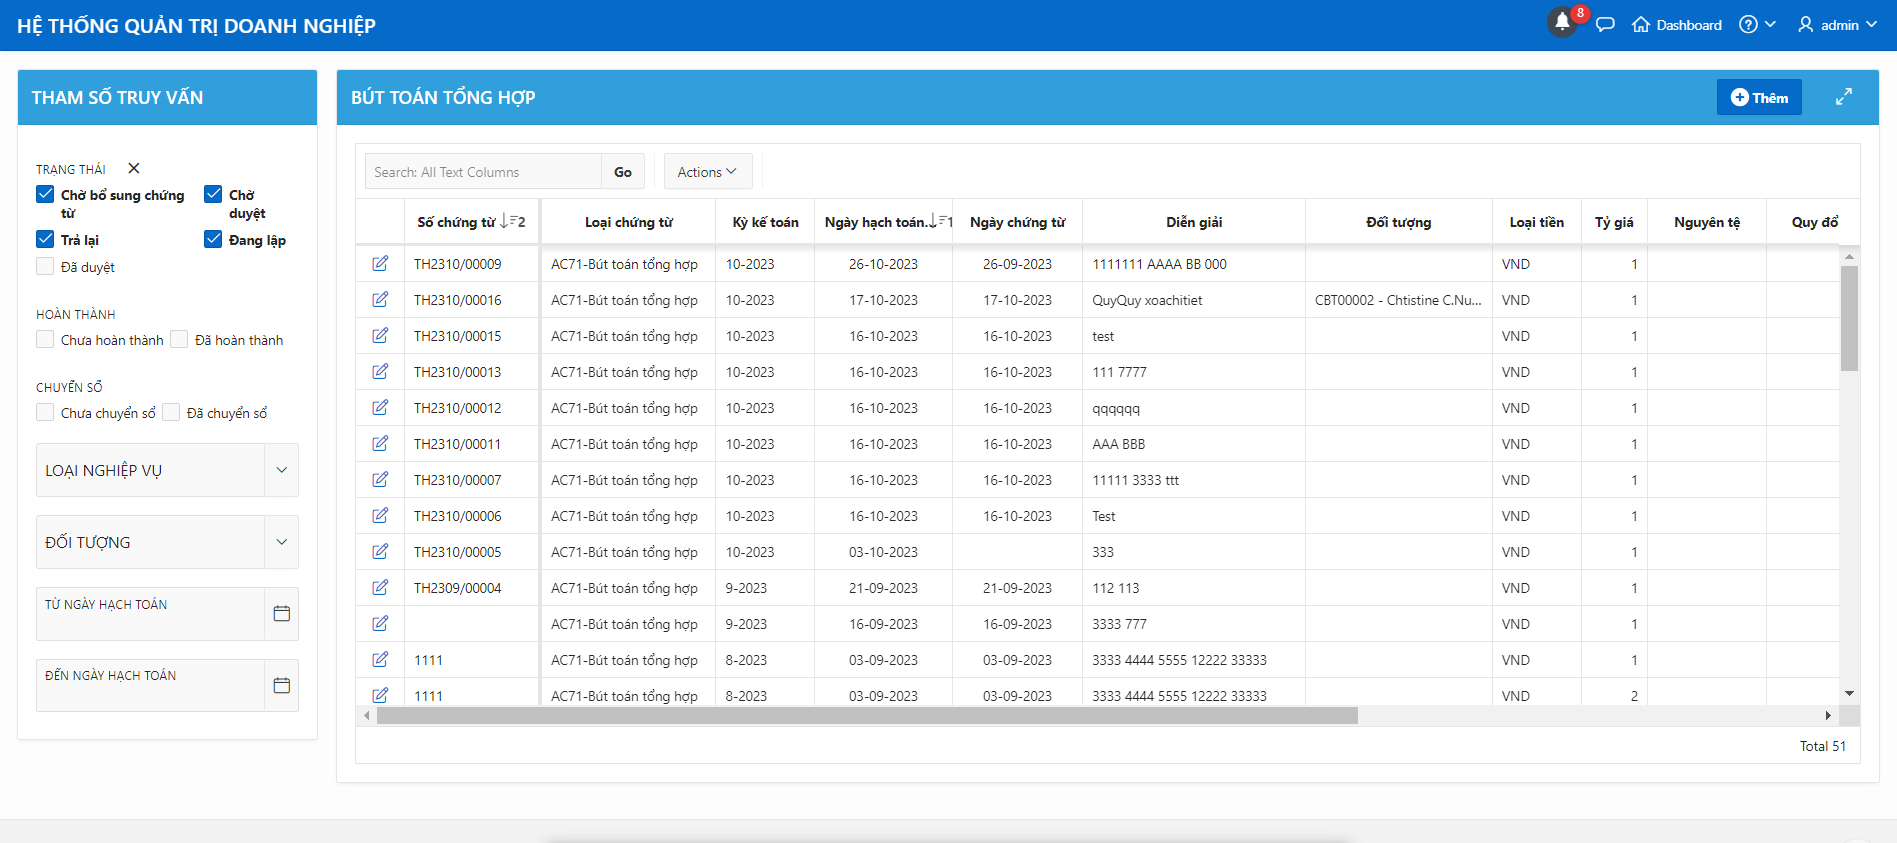 HỆ THỐNG QUẢN TRỊ DOANH NGHIỆP
8
Dashboard
admin
THAM SỐ TRUY VẤN
TRẠNG THÁI
Chờ bổ sung chứng từ
Chờ duyệt
Trả lại
Đang lập
Đã duyệt
HOÀN THÀNH
Chưa hoàn thành Đã hoàn thành
CHUYỂN SỔ
Chưa chuyển sổ Đã chuyển sổ
LOẠI NGHIỆP VỤ
ĐỐI TƯỢNG
TỪ NGÀY HẠCH TOÁN
ĐẾN NGÀY HẠCH TOÁN
BÚT TOÁN TỔNG HỢP
Thêm
Search: All Text Columns
Go
Actions
Số chứng từ 2 Loại chứng từ Kỳ kế toán Ngày hạch toán.. 1 Ngày chứng từ Diễn giải Đối tượng Loại tiền Tỷ giá Nguyên tệ Quy đổ
TH2310/00009 AC71-Bút toán tổng hợp 10-2023 26-10-2023 26-09-2023 1111111 AAAA BB 000 VND 1
TH2310/00016 AC71-Bút toán tổng hợp 10-2023 17-10-2023 17-10-2023 QuyQuy xoachitiet CBT00002 - Chtistine C.Nu... VND 1
TH2310/00015 AC71-Bút toán tổng hợp 10-2023 16-10-2023 16-10-2023 test VND 1
TH2310/00013 AC71-Bút toán tổng hợp 10-2023 16-10-2023 16-10-2023 111 7777 VND 1
TH2310/00012 AC71-Bút toán tổng hợp 10-2023 16-10-2023 16-10-2023 qqqqqq VND 1
TH2310/00011 AC71-Bút toán tổng hợp 10-2023 16-10-2023 16-10-2023 AAA BBB VND 1
TH2310/00007 AC71-Bút toán tổng hợp 10-2023 16-10-2023 16-10-2023 11111 3333 ttt VND 1
TH2310/00006 AC71-Bút toán tổng hợp 10-2023 16-10-2023 16-10-2023 Test VND 1
TH2310/00005 AC71-Bút toán tổng hợp 10-2023 03-10-2023 333 VND 1
TH2309/00004 AC71-Bút toán tổng hợp 9-2023 21-09-2023 21-09-2023 112 113 VND 1
AC71-Bút toán tổng hợp 9-2023 16-09-2023 16-09-2023 3333 777 VND 1
1111 AC71-Bút toán tổng hợp 8-2023 03-09-2023 03-09-2023 3333 4444 5555 12222 33333 VND 1
1111 AC71-Bút toán tổng hợp 8-2023 03-09-2023 03-09-2023 3333 4444 5555 12222 33333 VND 2
Total 51